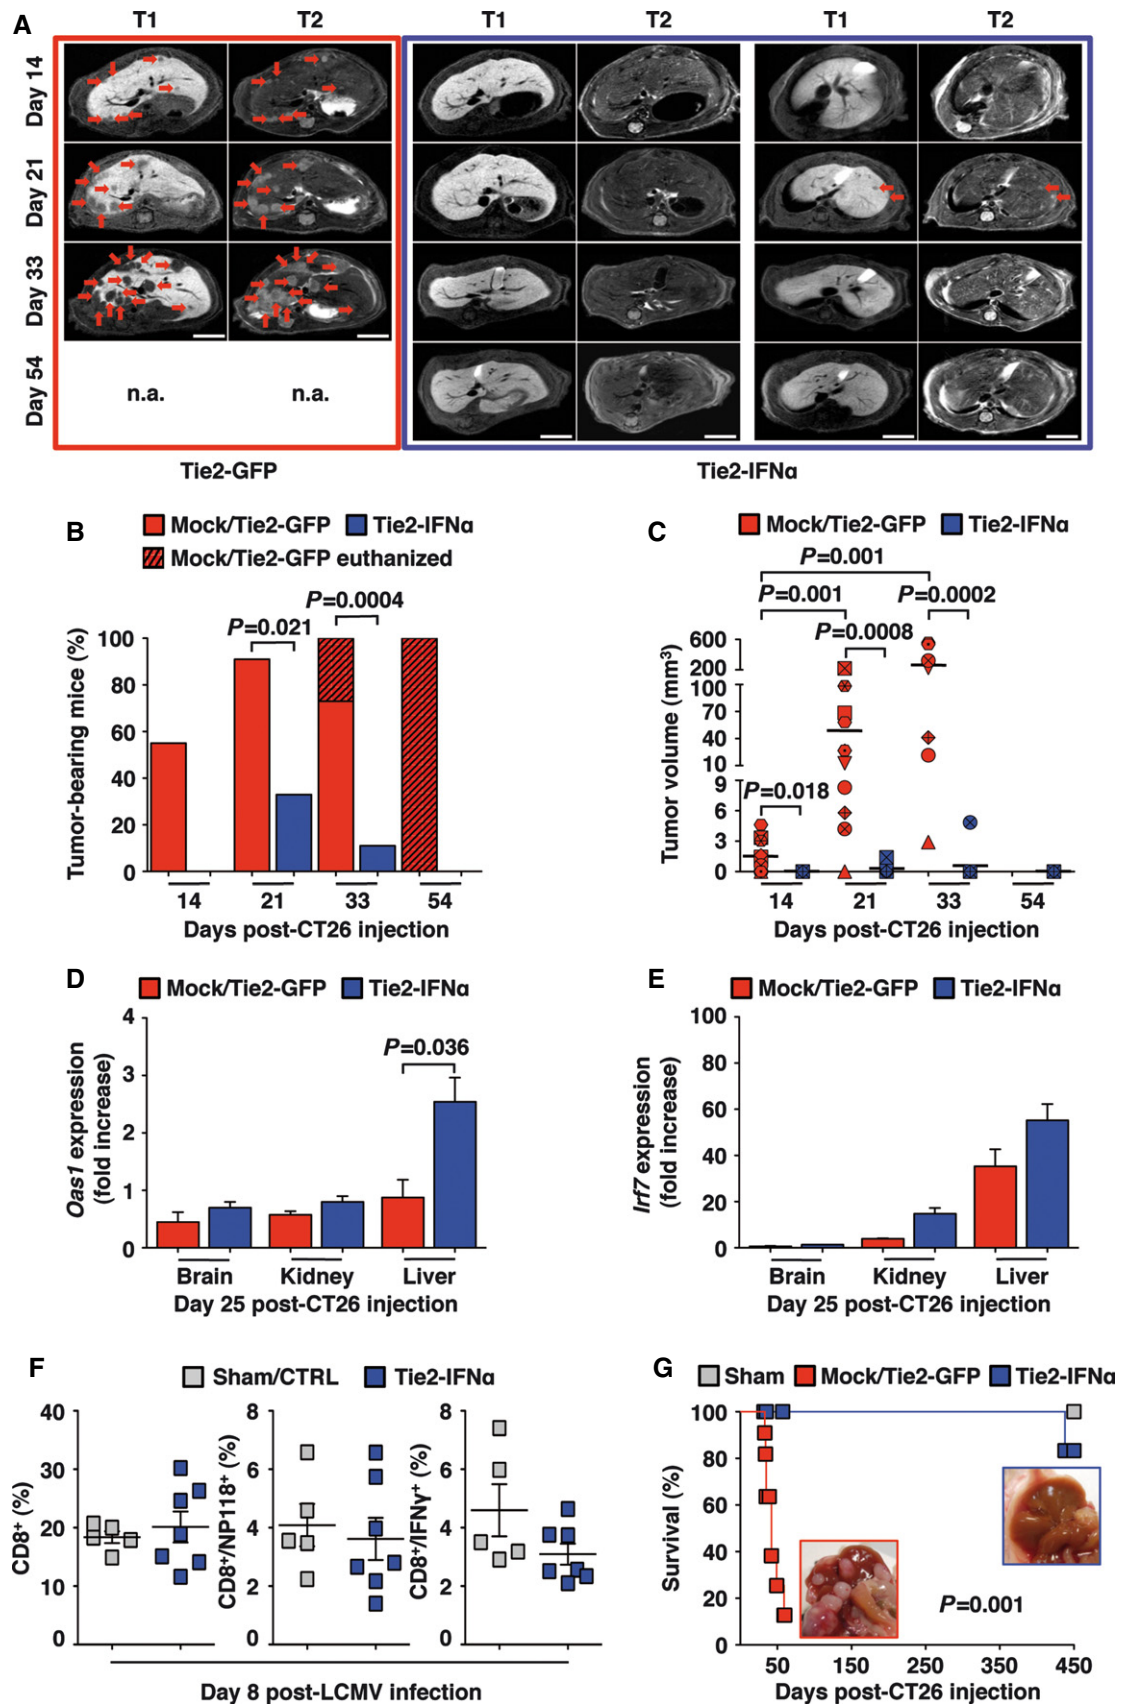 A
T1 T2 T1 T2 T1 T2
Day 14
Day 21
Day 33
Day 54
n.a. n.a.
Tie2-GFP Tie2-IFNα
B
Mock/Tie2-GFP Tie2-IFNα
Mock/Tie2-GFP euthanized
P=0.0004
P=0.021
Tumor-bearing mice (%)
100
80
60
40
20
0
14 21 33 54
Days post-CT26 injection
C
Mock/Tie2-GFP Tie2-IFNα
P=0.001
P=0.001 P=0.0002
P=0.0008
P=0.018
Tumor volume (mm³)
600
200
100
70
40
10
9
6
3
0
14 21 33 54
Days post-CT26 injection
D
Mock/Tie2-GFP Tie2-IFNα
P=0.036
Oas1 expression
(fold increase)
4
3
2
1
0
Brain Kidney Liver
Day 25 post-CT26 injection
E
Mock/Tie2-GFP Tie2-IFNα
Irf7 expression
(fold increase)
100
80
60
40
20
0
Brain Kidney Liver
Day 25 post-CT26 injection
F
Sham/CTRL Tie2-IFNα
CD8⁺ (%)
40
30
20
10
0
CD8⁺/NP118⁺ (%)
8
6
4
2
0
CD8⁺/IFNγ⁺ (%)
8
6
4
2
0
Day 8 post-LCMV infection
G
Sham Mock/Tie2-GFP Tie2-IFNα
Survival (%)
100
80
60
40
20
0
P=0.001
50 150 250 350 450
Days post-CT26 injection